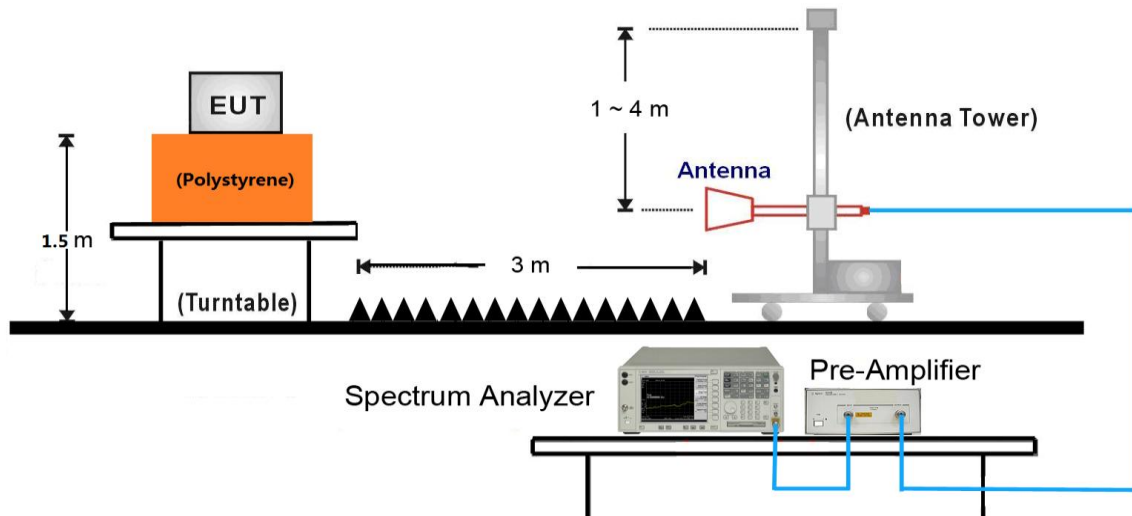 EUT
(Polystyrene)
1.5 m
(Turntable)
3 m
1 ~ 4 m
(Antenna Tower)
Antenna
Spectrum Analyzer
Pre-Amplifier